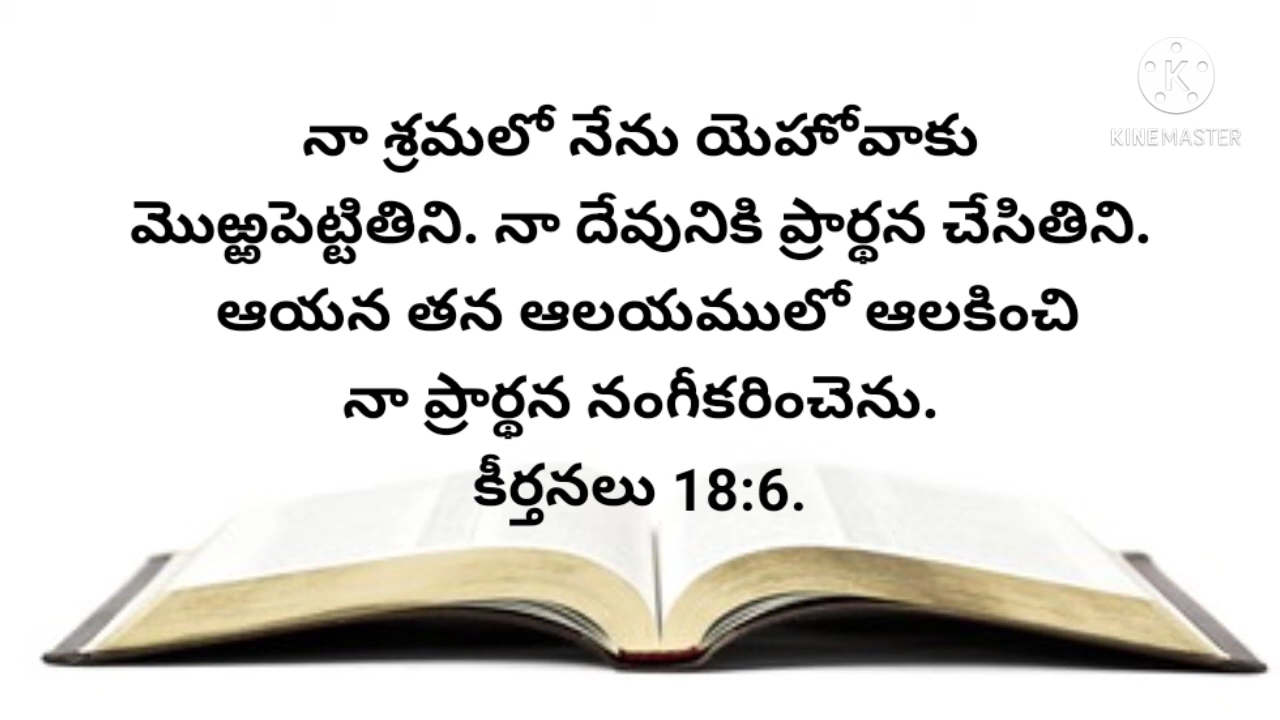 నా శ్రమలో నేను యెహోవాకు
మొఱ్ఱపెట్టితిని. నా దేవునికి ప్రార్థన చేసితిని.
ఆయన తన ఆలయములో ఆలకించి
నా ప్రార్థన నంగీకరించెను.
కీర్తనలు 18:6.
K
KINEMASTER